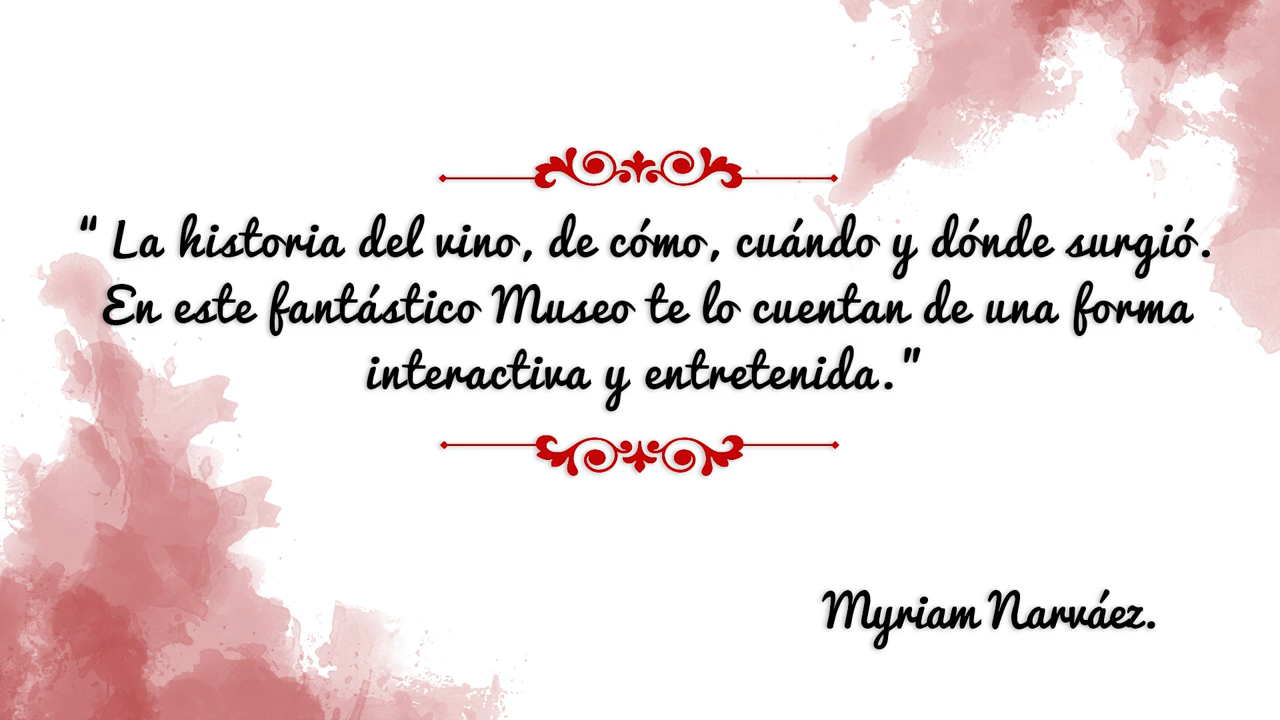 “ La historia del vino, de cómo, cuándo y dónde surgió.
En este fantástico Museo te lo cuentan de una forma
interactiva y entretenida.”
Myriam Narváez.